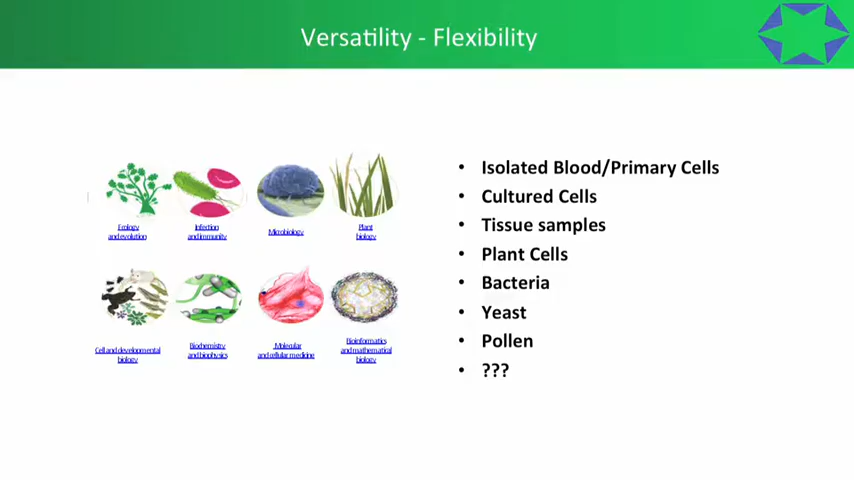 Versatility - Flexibility
Ecology
and evolution
Infection
and immunity
Microbiology
Plant
biology
Cell and developmental
biology
Biochemistry
and biophysics
Molecular
and cellular medicine
Bioinformatics
and mathematical
biology
• Isolated Blood/Primary Cells
• Cultured Cells
• Tissue samples
• Plant Cells
• Bacteria
• Yeast
• Pollen
• ???